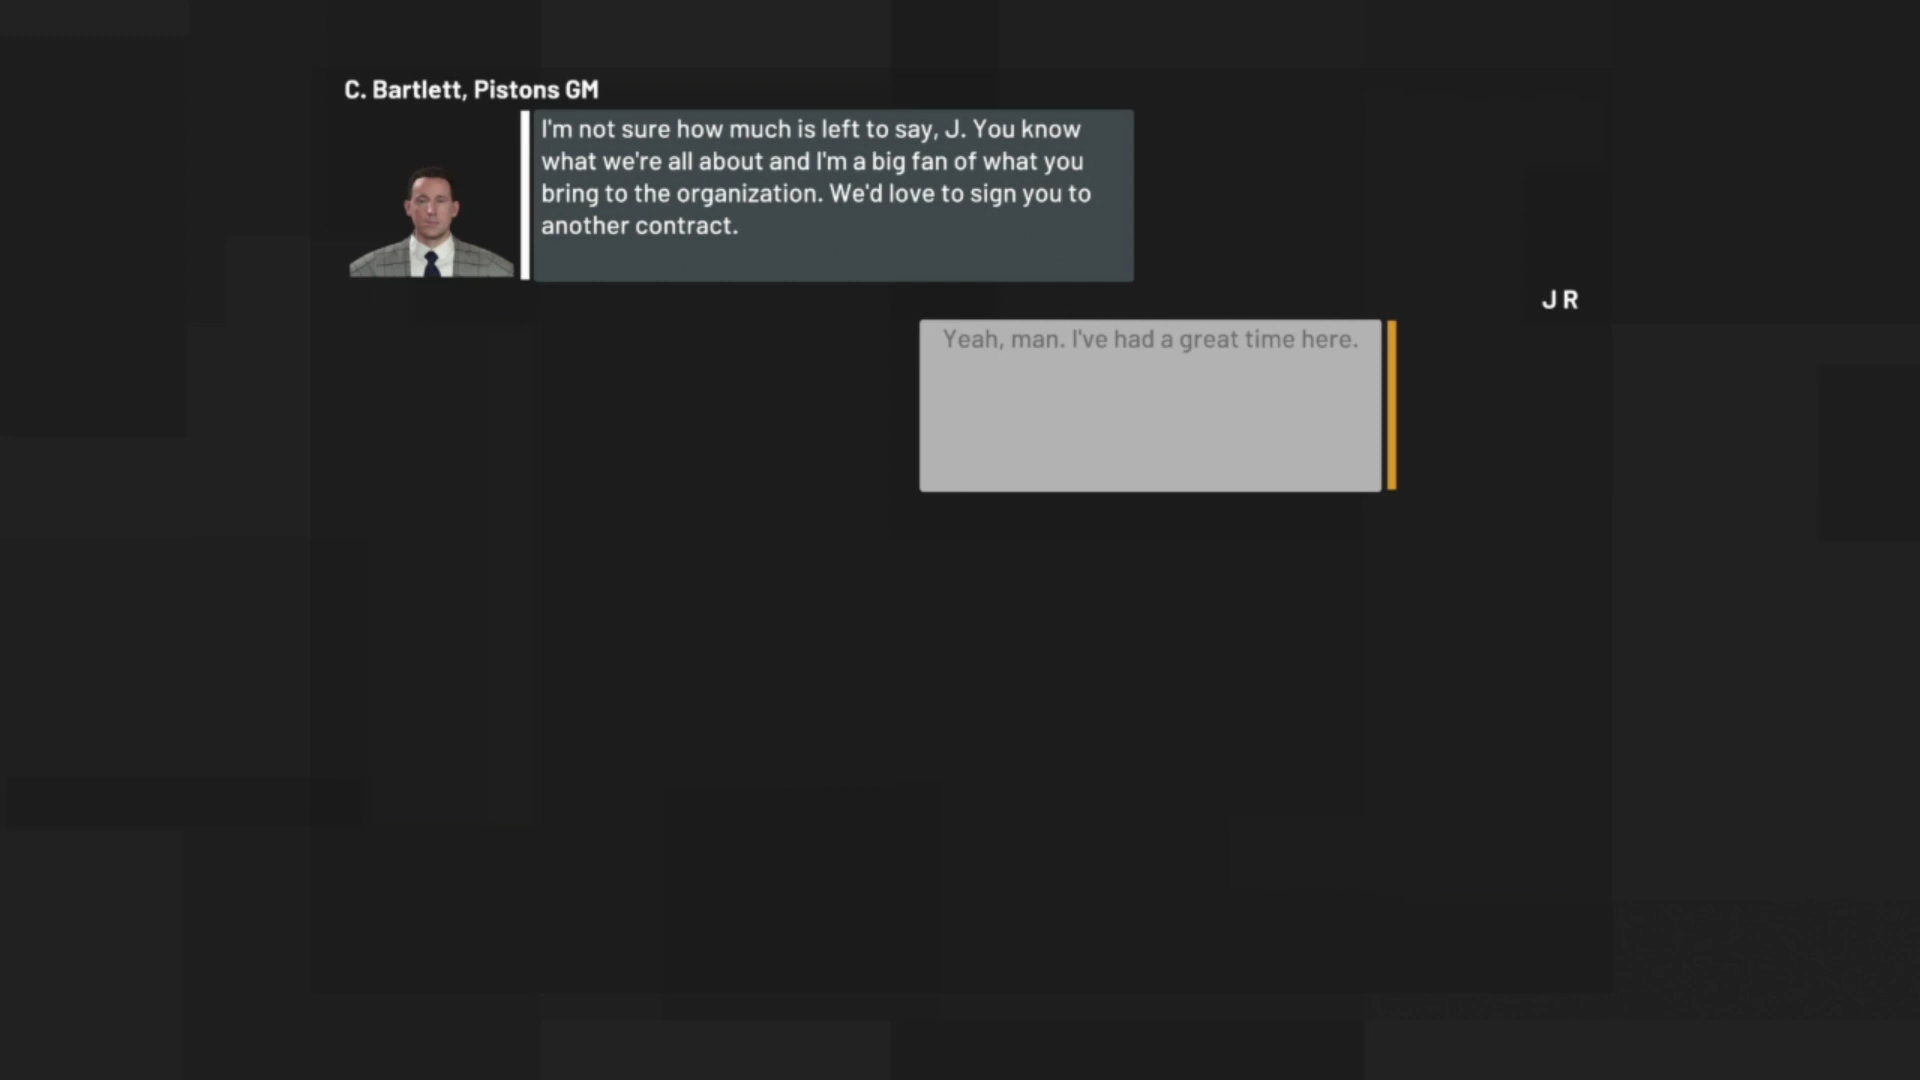 C. Bartlett, Pistons GM
I'm not sure how much is left to say, J. You know
what we're all about and I'm a big fan of what you
bring to the organization. We'd love to sign you to
another contract.
J R
Yeah, man. I've had a great time here.